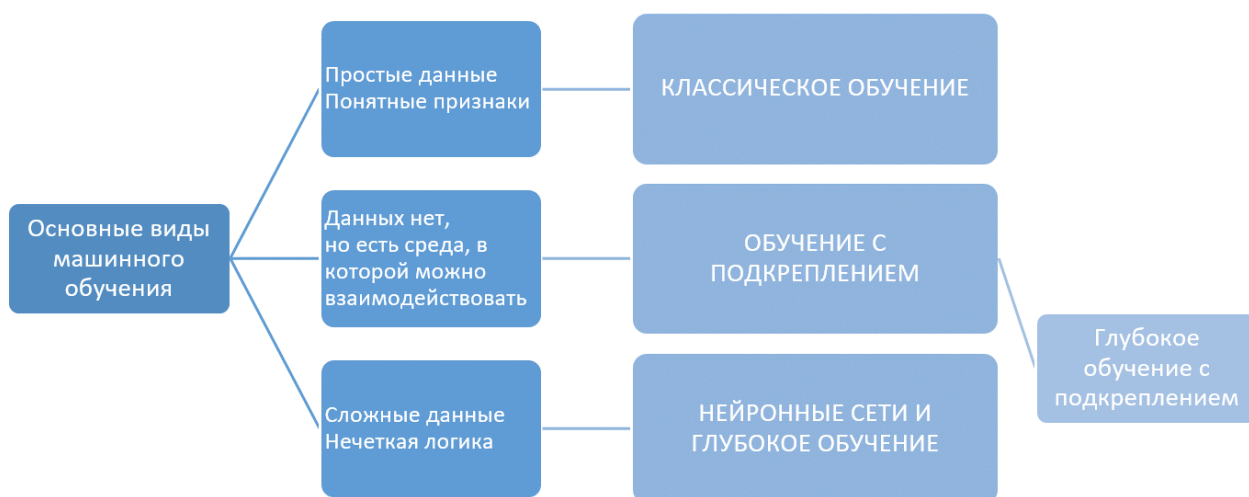 Основные виды
машинного
обучения
Простые данные
Понятные признаки
КЛАССИЧЕСКОЕ ОБУЧЕНИЕ
Данных нет,
но есть среда, в
которой можно
взаимодействовать
ОБУЧЕНИЕ С
ПОДКРЕПЛЕНИЕМ
Сложные данные
Нечеткая логика
НЕЙРОННЫЕ СЕТИ И
ГЛУБОКОЕ ОБУЧЕНИЕ
Глубокое
обучение с
подкреплением